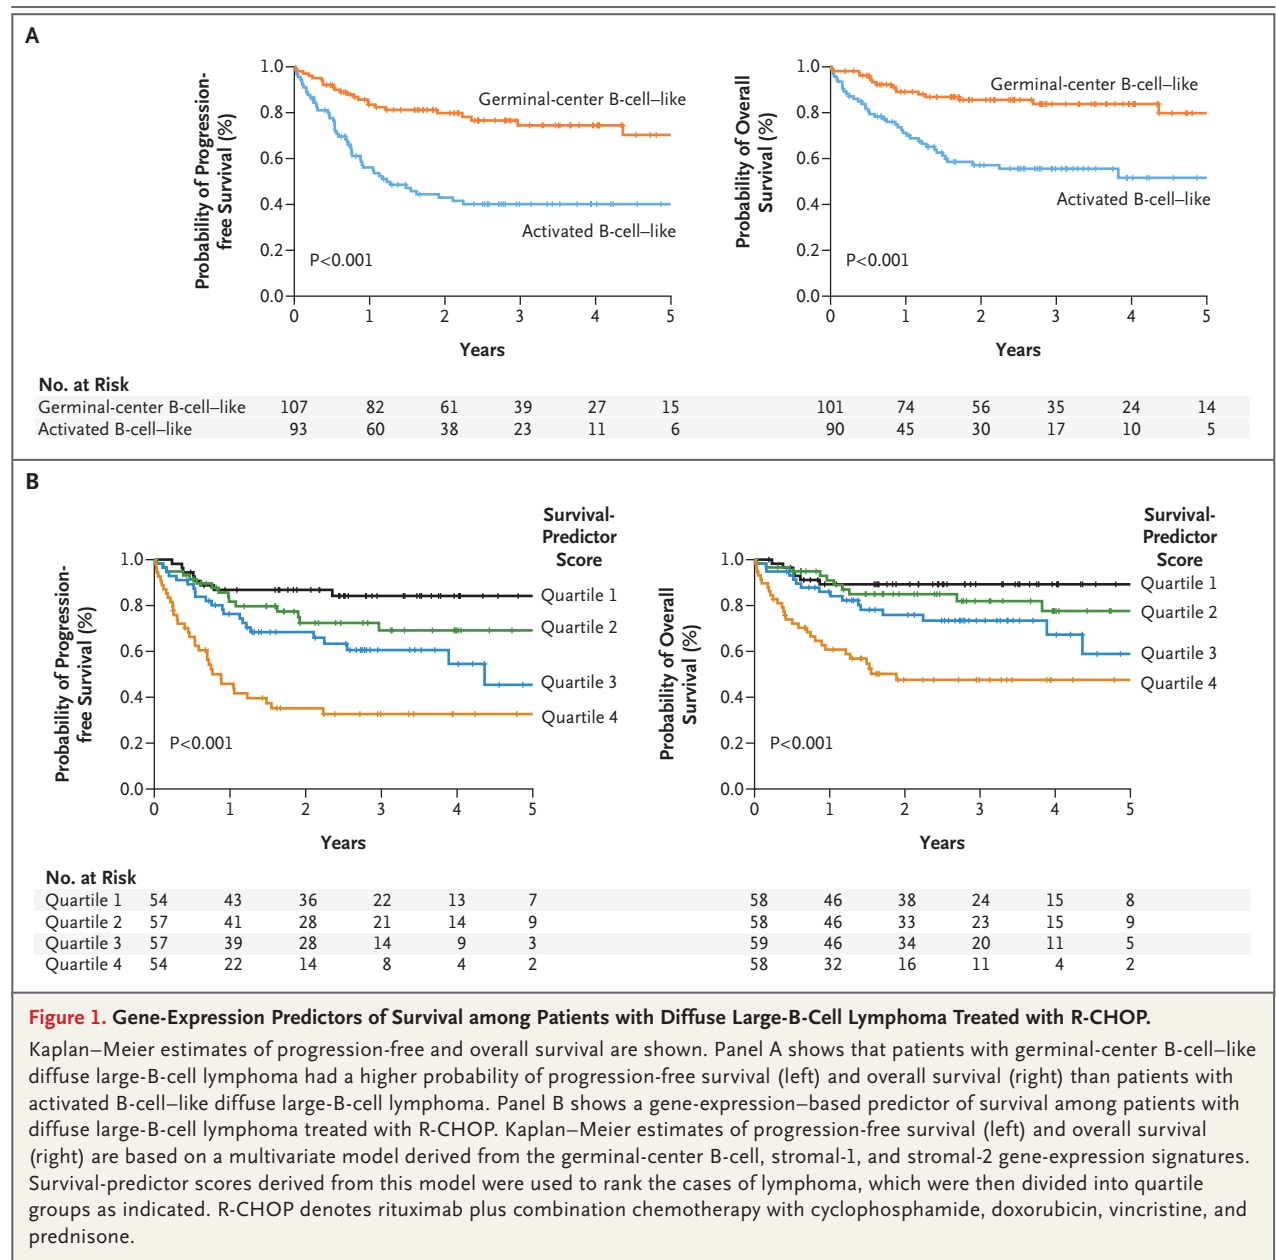 A
Probability of Progression-
free Survival (%)
1.0
0.8
0.6
0.4
0.2
0.0
Germinal-center B-cell–like
Activated B-cell–like
P<0.001
0 1 2 3 4 5
Years
Probability of Overall
Survival (%)
1.0
0.8
0.6
0.4
0.2
0.0
Germinal-center B-cell–like
Activated B-cell–like
P<0.001
0 1 2 3 4 5
Years
No. at Risk
Germinal-center B-cell–like 107 82 61 39 27 15 101 74 56 35 24 14
Activated B-cell–like 93 60 38 23 11 6 90 45 30 17 10 5
B
Probability of Progression-
free Survival (%)
1.0
0.8
0.6
0.4
0.2
0.0
Survival-
Predictor
Score
Quartile 1
Quartile 2
Quartile 3
Quartile 4
P<0.001
0 1 2 3 4 5
Years
Probability of Overall
Survival (%)
1.0
0.8
0.6
0.4
0.2
0.0
Survival-
Predictor
Score
Quartile 1
Quartile 2
Quartile 3
Quartile 4
P<0.001
0 1 2 3 4 5
Years
No. at Risk
Quartile 1 54 43 36 22 13 7 58 46 38 24 15 8
Quartile 2 57 41 28 21 14 9 58 46 33 23 15 9
Quartile 3 57 39 28 14 9 3 59 46 34 20 11 5
Quartile 4 54 22 14 8 4 2 58 32 16 11 4 2
Figure 1. Gene-Expression Predictors of Survival among Patients with Diffuse Large-B-Cell Lymphoma Treated with R-CHOP.
Kaplan–Meier estimates of progression-free and overall survival are shown. Panel A shows that patients with germinal-center B-cell–like
diffuse large-B-cell lymphoma had a higher probability of progression-free survival (left) and overall survival (right) than patients with
activated B-cell–like diffuse large-B-cell lymphoma. Panel B shows a gene-expression–based predictor of survival among patients with
diffuse large-B-cell lymphoma treated with R-CHOP. Kaplan–Meier estimates of progression-free survival (left) and overall survival
(right) are based on a multivariate model derived from the germinal-center B-cell, stromal-1, and stromal-2 gene-expression signatures.
Survival-predictor scores derived from this model were used to rank the cases of lymphoma, which were then divided into quartile
groups as indicated. R-CHOP denotes rituximab plus combination chemotherapy with cyclophosphamide, doxorubicin, vincristine, and
prednisone.